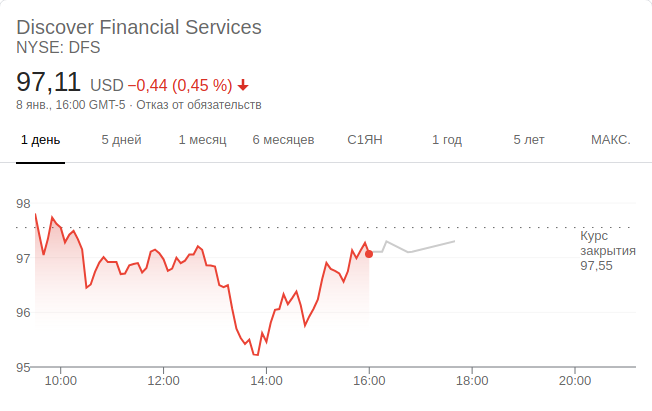 Discover Financial Services
NYSE: DFS
97,11 USD −0,44 (0,45 %)
8 янв., 16:00 GMT-5 · Отказ от обязательств
1 день 5 дней 1 месяц 6 месяцев С1ЯН 1 год 5 лет МАКС.
98
Курс
закрытия
97,55
97
96
95
10:00 12:00 14:00 16:00 18:00 20:00